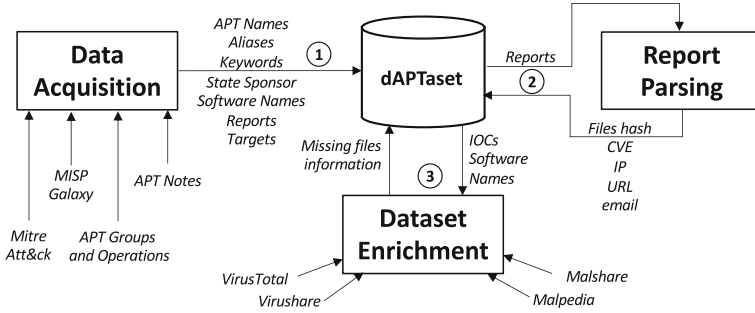 Data
Acquisition
APT Names
Aliases
Keywords
State Sponsor
Software Names
Reports
Targets
1
dAPTaset
Reports
2
Report
Parsing
Files hash
CVE
IP
URL
email
Missing files
information
IOCs
Software
Names
3
MISP
Galaxy
APT Notes
Mitre
Att&ck
APT Groups
and Operations
Dataset
Enrichment
VirusTotal
Virushare
Malshare
Malpedia